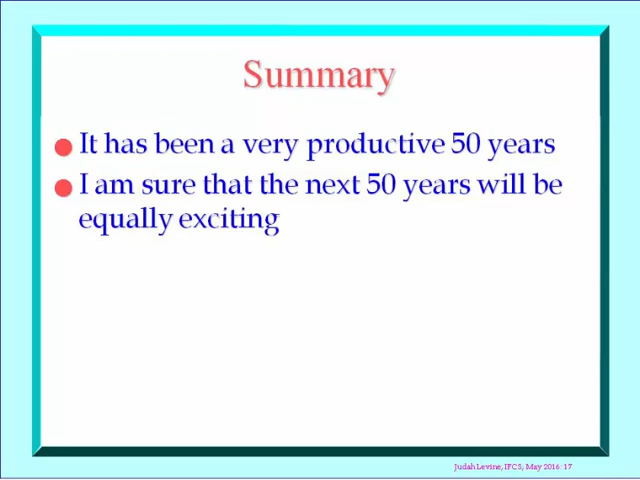 Summary
It has been a very productive 50 years
I am sure that the next 50 years will be
equally exciting
Judah Levine, IFCS, May 2016: 17